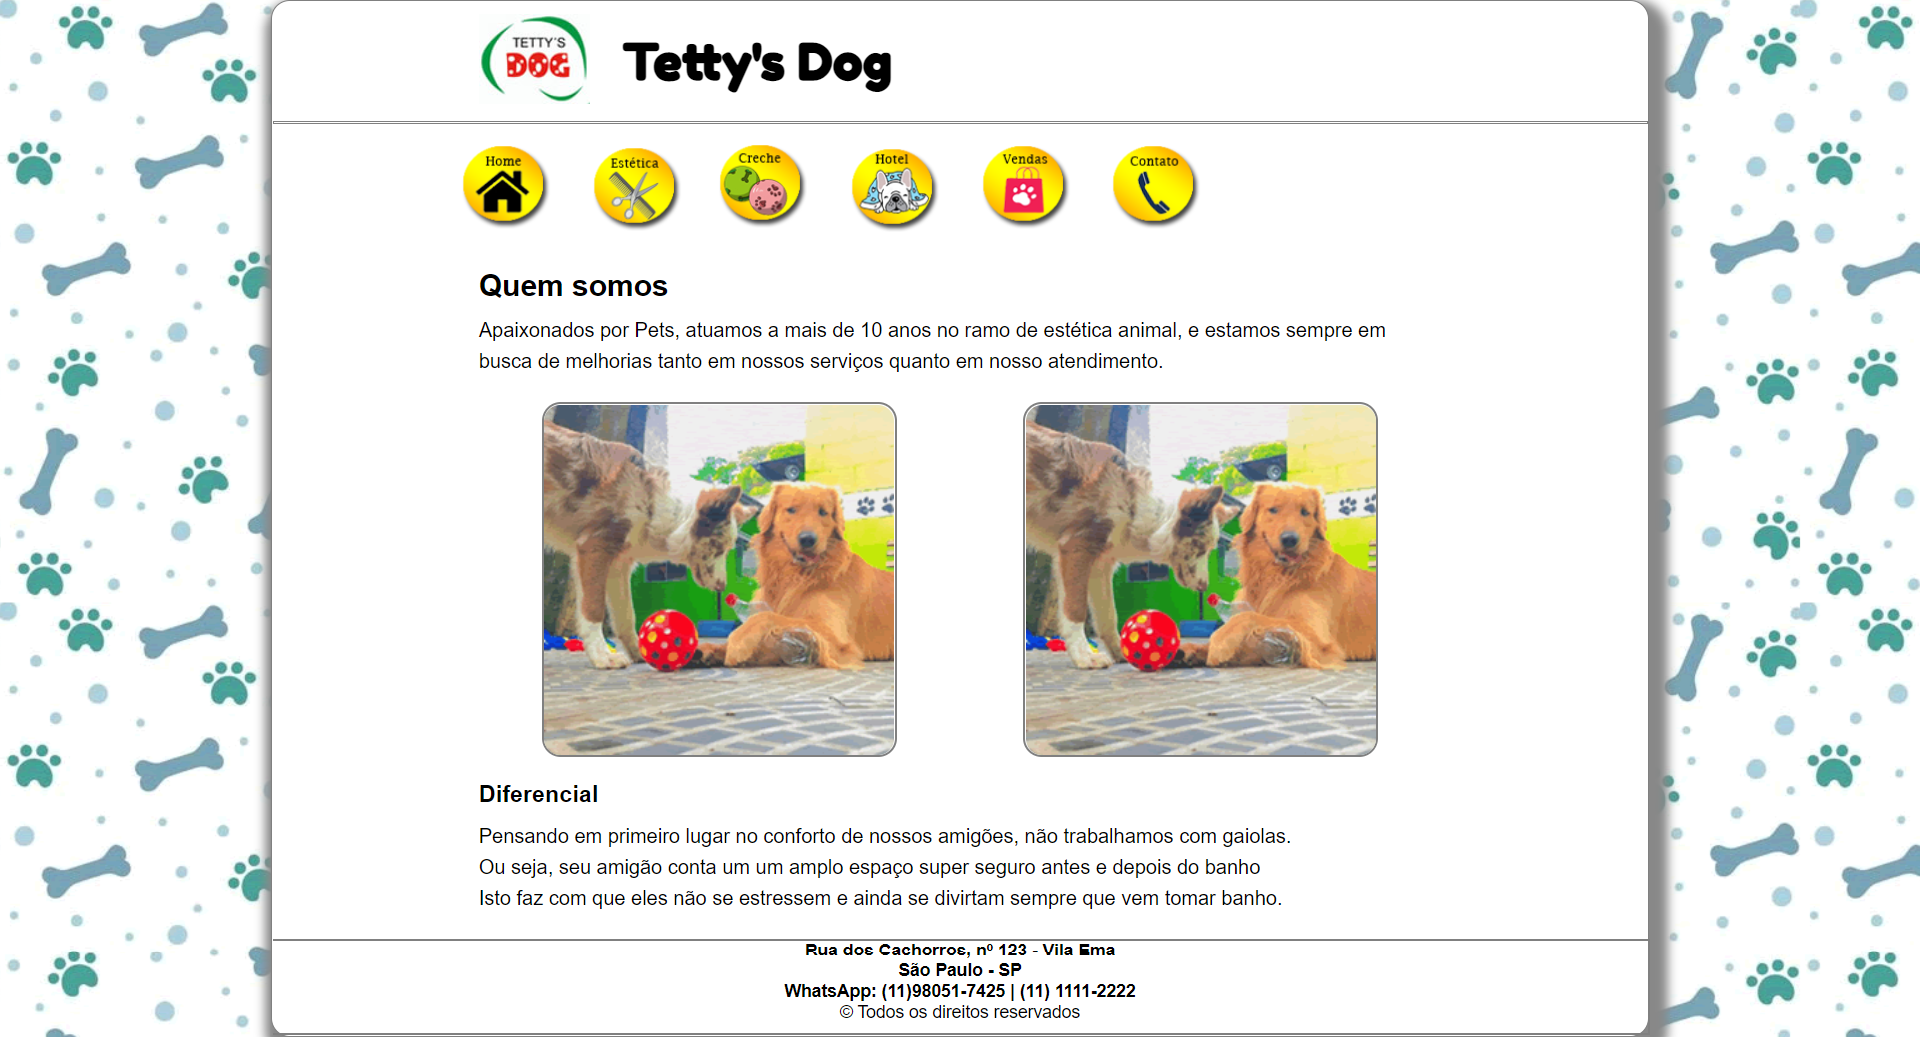 TETTY'S
DOG
Tetty's Dog
Home
Estética
Creche
Hotel
Vendas
Contato
Quem somos
Apaixonados por Pets, atuamos a mais de 10 anos no ramo de estética animal, e estamos sempre em
busca de melhorias tanto em nossos serviços quanto em nosso atendimento.
Diferencial
Pensando em primeiro lugar no conforto de nossos amigões, não trabalhamos com gaiolas.
Ou seja, seu amigão conta um um amplo espaço super seguro antes e depois do banho
Isto faz com que eles não se estressem e ainda se divirtam sempre que vem tomar banho.
Rua dos Cachorros, nº 123 - Vila Ema
São Paulo - SP
WhatsApp: (11)98051-7425 | (11) 1111-2222
© Todos os direitos reservados